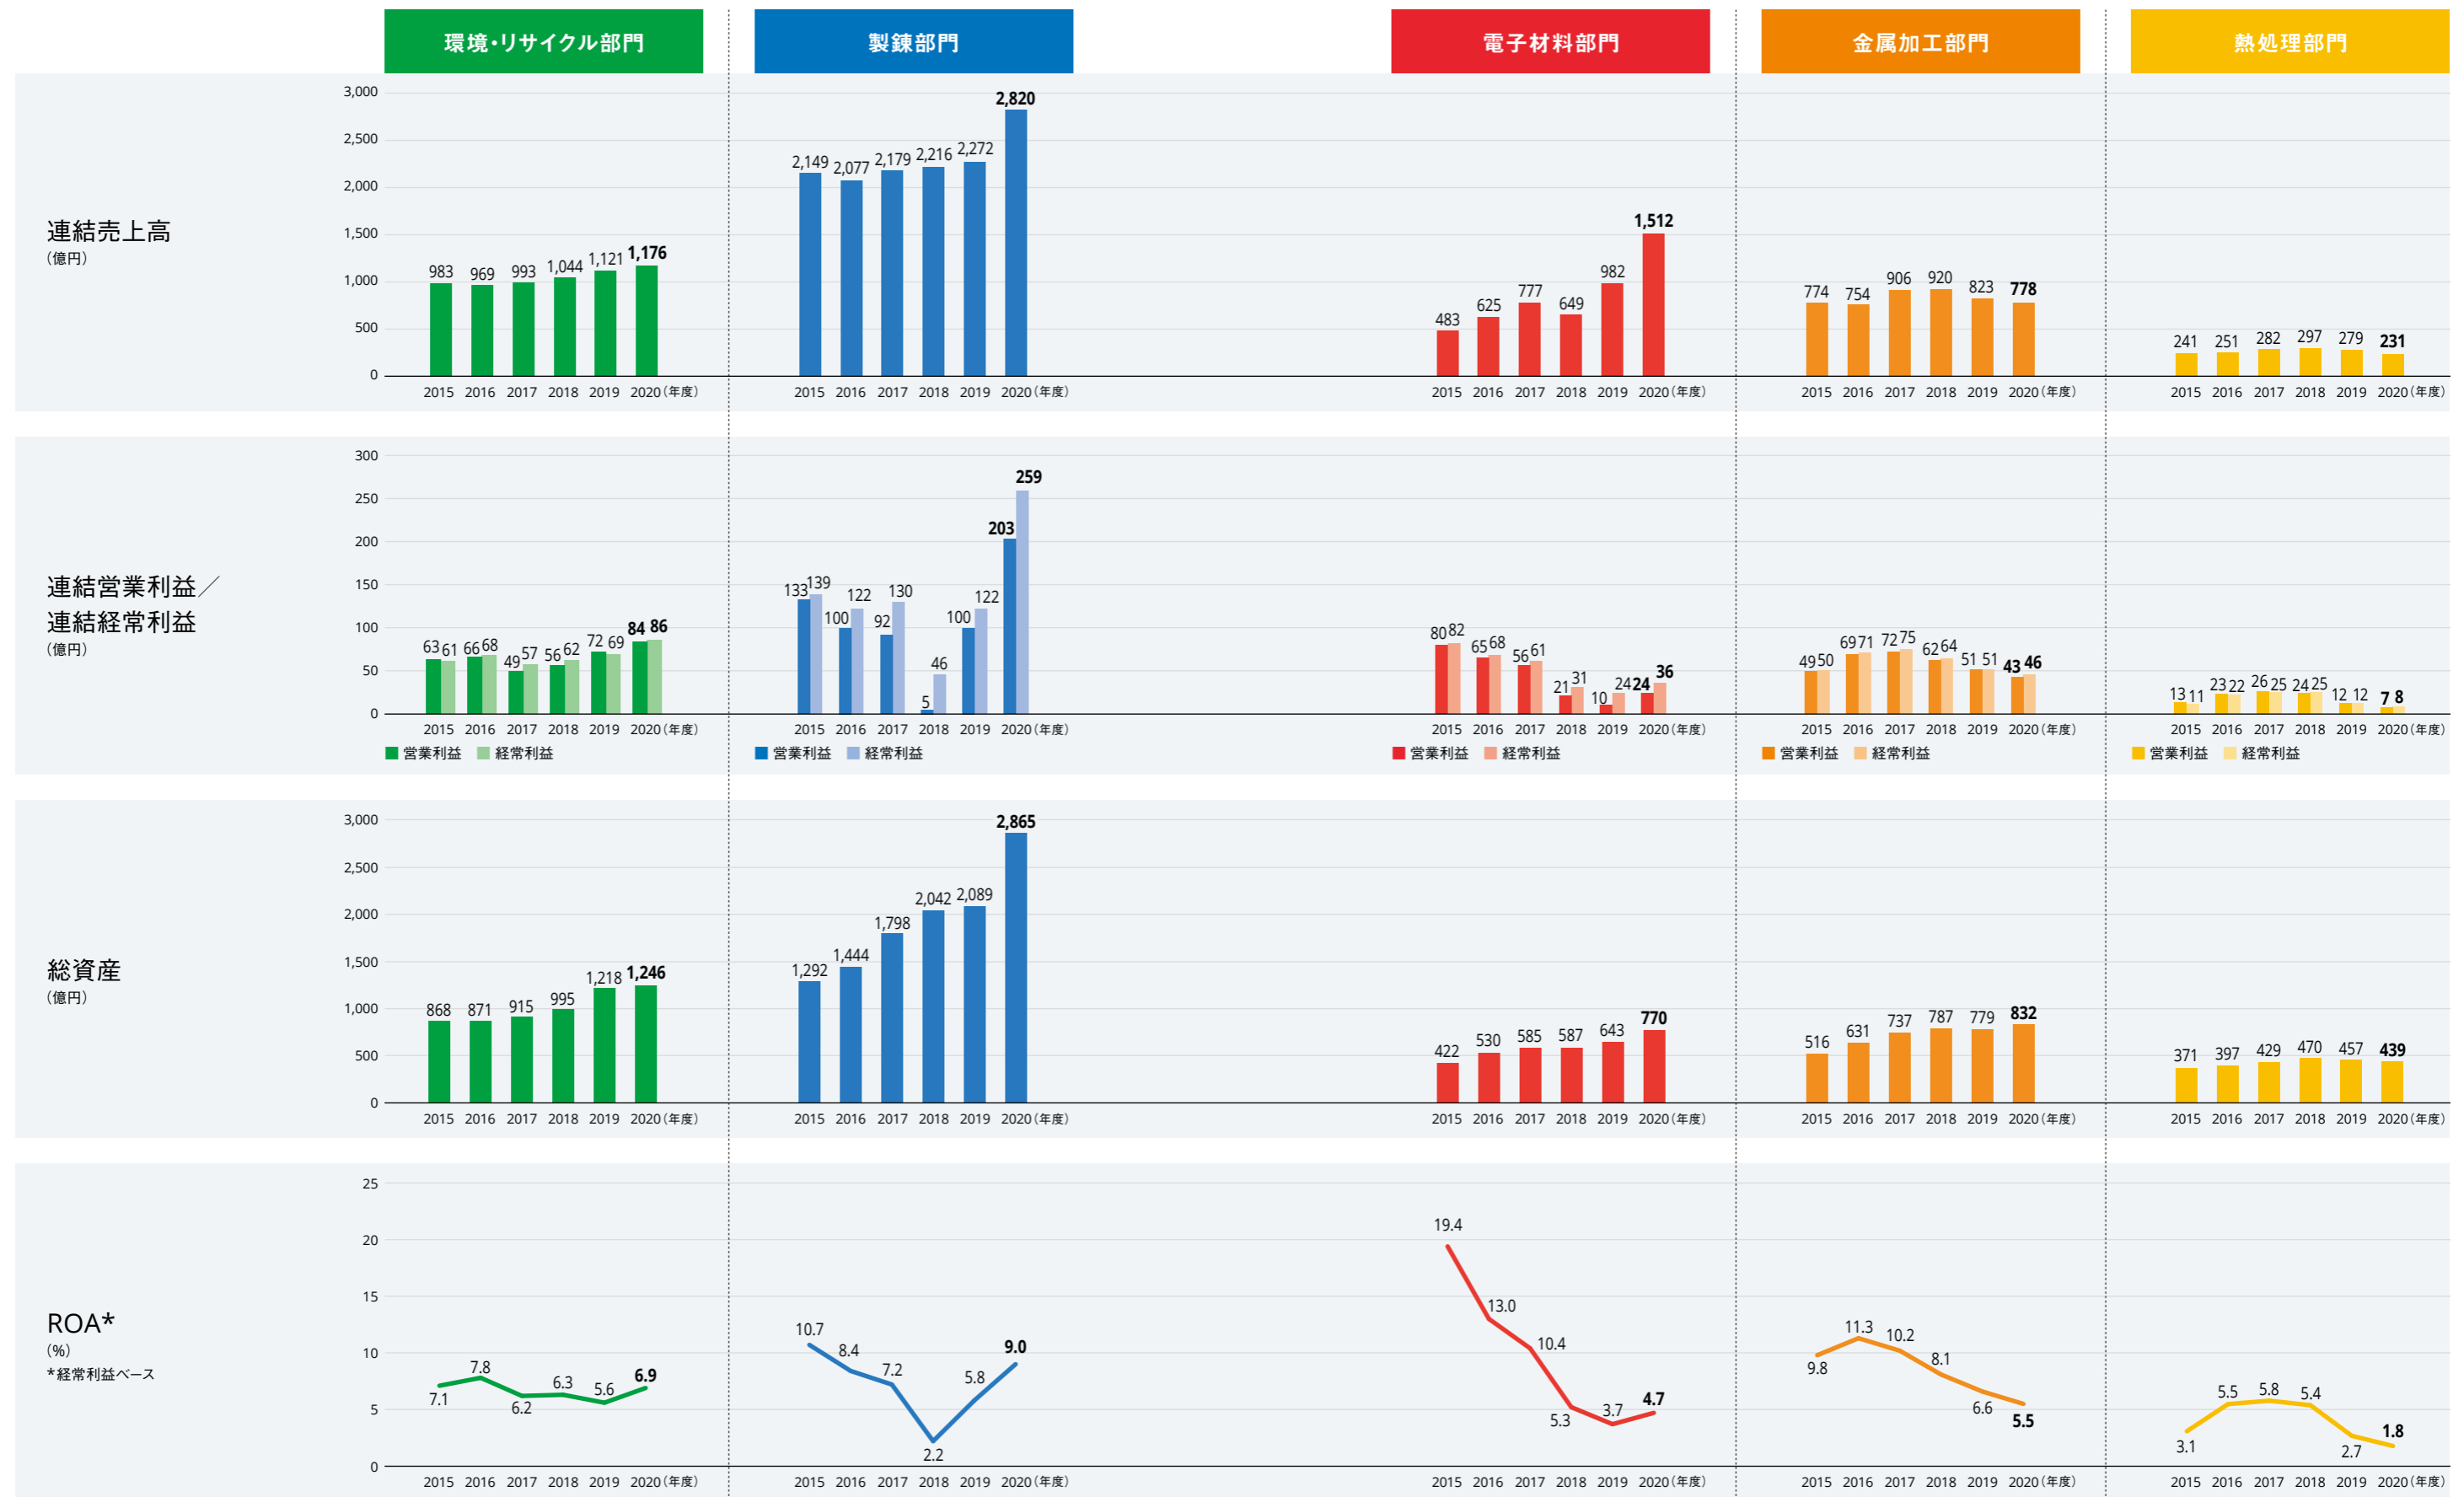 環境・リサイクル部門
製錬部門
電子材料部門
金属加工部門
熱処理部門
連結売上高
（億円）
3,000
2,500
2,000
1,500
1,000
500
0
983 969 993 1,044 1,121 1,176
2015 2016 2017 2018 2019 2020（年度）
2,149 2,077 2,179 2,216 2,272 2,820
2015 2016 2017 2018 2019 2020（年度）
483 625 777 649 982 1,512
2015 2016 2017 2018 2019 2020（年度）
774 754 906 920 823 778
2015 2016 2017 2018 2019 2020（年度）
241 251 282 297 279 231
2015 2016 2017 2018 2019 2020（年度）
連結営業利益／
連結経常利益
（億円）
300
250
200
150
100
50
0
63 61 66 68 49 57 56 62 72 69 84 86
2015 2016 2017 2018 2019 2020（年度）
営業利益 経常利益
133 139 100 122 92 130 5 46 100 122 203 259
2015 2016 2017 2018 2019 2020（年度）
営業利益 経常利益
80 82 65 68 56 61 21 31 10 24 24 36
2015 2016 2017 2018 2019 2020（年度）
営業利益 経常利益
49 50 69 71 72 75 62 64 51 51 43 46
2015 2016 2017 2018 2019 2020（年度）
営業利益 経常利益
13 11 23 22 26 25 24 25 12 12 7 8
2015 2016 2017 2018 2019 2020（年度）
営業利益 経常利益
総資産
（億円）
3,000
2,500
2,000
1,500
1,000
500
0
868 871 915 995 1,218 1,246
2015 2016 2017 2018 2019 2020（年度）
1,292 1,444 1,798 2,042 2,089 2,865
2015 2016 2017 2018 2019 2020（年度）
422 530 585 587 643 770
2015 2016 2017 2018 2019 2020（年度）
516 631 737 787 779 832
2015 2016 2017 2018 2019 2020（年度）
371 397 429 470 457 439
2015 2016 2017 2018 2019 2020（年度）
ROA*
（%）
*経常利益ベース
25
20
15
10
5
0
7.1 7.8 6.2 6.3 5.6 6.9
2015 2016 2017 2018 2019 2020（年度）
10.7 8.4 7.2 2.2 5.8 9.0
2015 2016 2017 2018 2019 2020（年度）
19.4 13.0 10.4 5.3 3.7 4.7
2015 2016 2017 2018 2019 2020（年度）
9.8 11.3 10.2 8.1 6.6 5.5
2015 2016 2017 2018 2019 2020（年度）
3.1 5.5 5.8 5.4 2.7 1.8
2015 2016 2017 2018 2019 2020（年度）